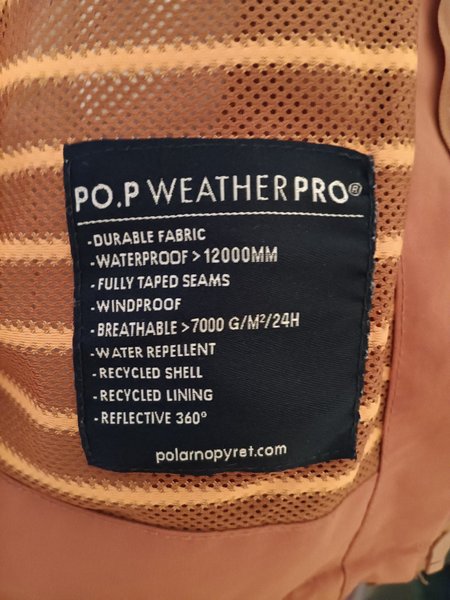 PO.P WEATHERPRO®
-DURABLE FABRIC
-WATERPROOF > 12000MM
-FULLY TAPED SEAMS
-WINDPROOF
-BREATHABLE >7000 G/M²/24H
-WATER REPELLENT
-RECYCLED SHELL
-RECYCLED LINING
-REFLECTIVE 360°
polarnopyret.com